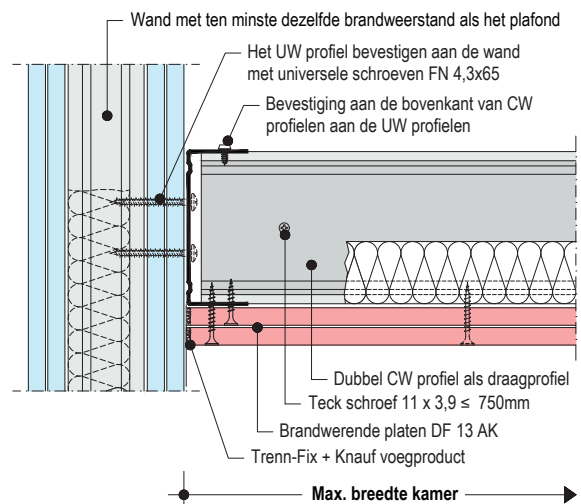 Wand met ten minste dezelfde brandweerstand als het plafond
Het UW profiel bevestigen aan de wand
met universele schroeven FN 4,3x65
Bevestiging aan de bovenkant van CW
profielen aan de UW profielen
Dubbel CW profiel als draagprofiel
Teck schroef 11 x 3,9 ≤ 750mm
Brandwerende platen DF 13 AK
Trenn-Fix + Knauf voegproduct
Max. breedte kamer